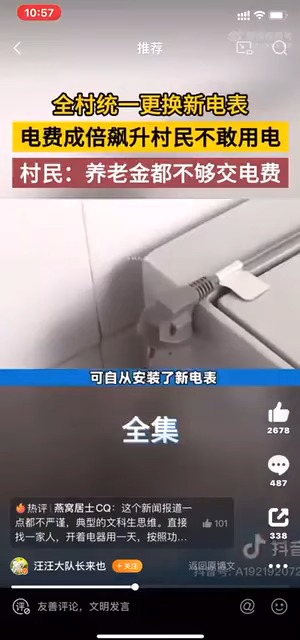 10:57
推荐
全村统一更换新电表
电费成倍飙升村民不敢用电
村民：养老金都不够交电费
可自从安装了新电表
全集
2678
487
338
热评 | 燕窝居士CQ：这个新闻报道一
点都不严谨，典型的文科生思维。直接
找一家人，开着电器用一天，按照功...
101
汪汪大队长来也
+关注
返回原博文
抖音
抖音号：A19219207
评 友善评论，文明发言